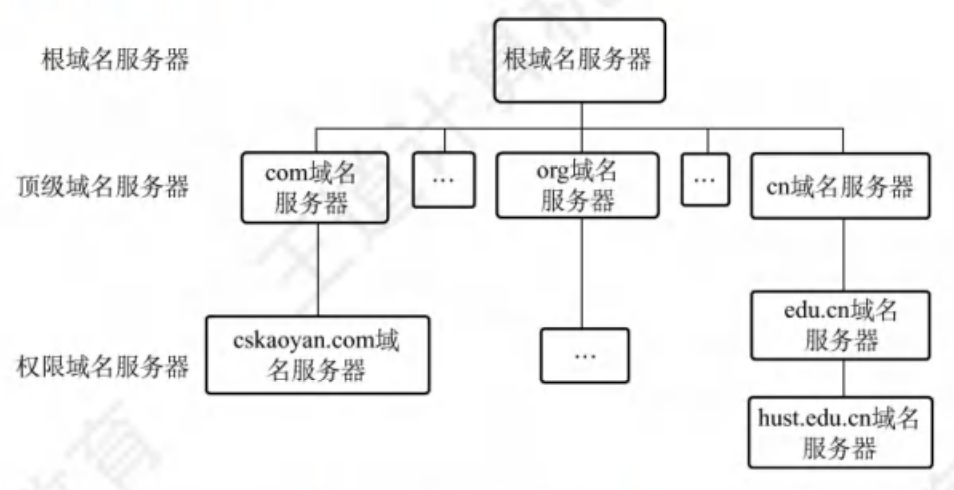 根域名服务器
根域名服务器
顶级域名服务器
com域名
服务器
...
org域名
服务器
...
cn域名服务器
权限域名服务器
cskaoyan.com域
名服务器
...
edu.cn域名
服务器
hust.edu.cn域名
服务器